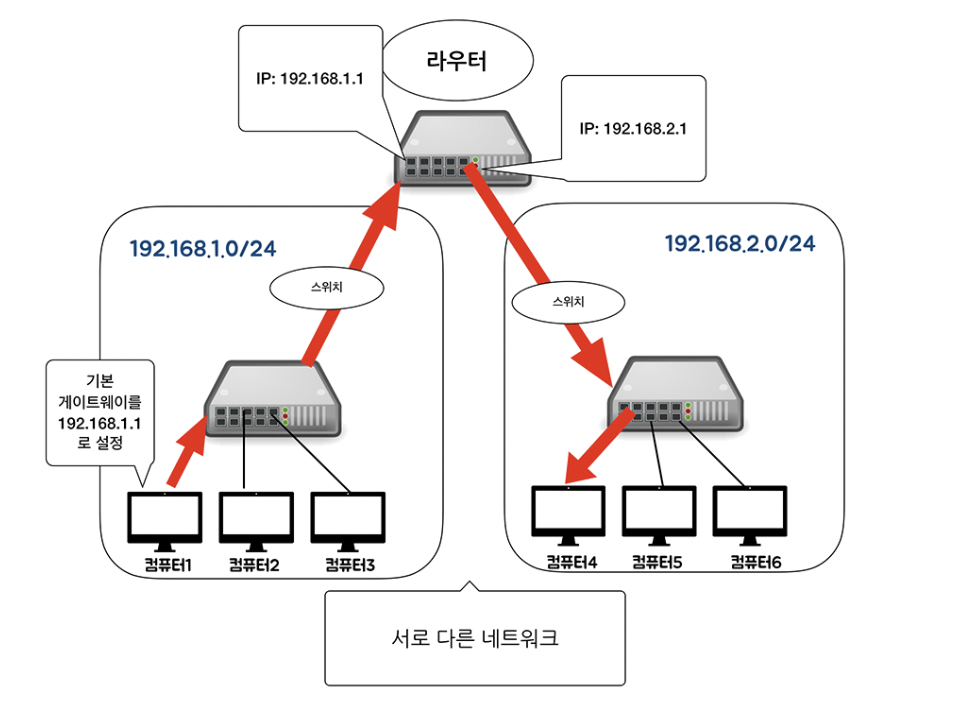 라우터
IP: 192.168.1.1
IP: 192.168.2.1
192.168.1.0/24
192.168.2.0/24
스위치
스위치
기본
게이트웨이를
192.168.1.1
로 설정
컴퓨터1
컴퓨터2
컴퓨터3
컴퓨터4
컴퓨터5
컴퓨터6
서로 다른 네트워크